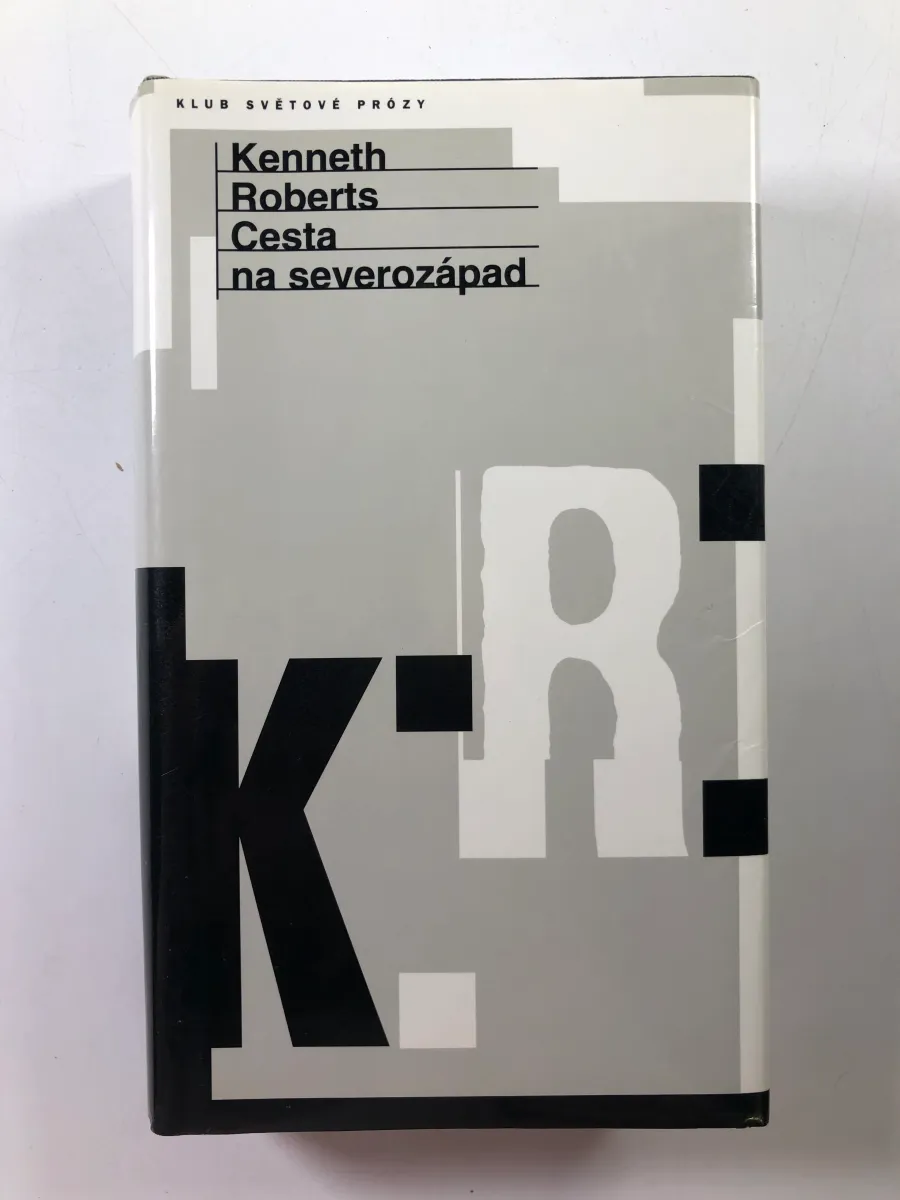 KLUB SVĚTOVÉ PRÓZY
Kenneth
Roberts
Cesta
na severozápad
K. R.